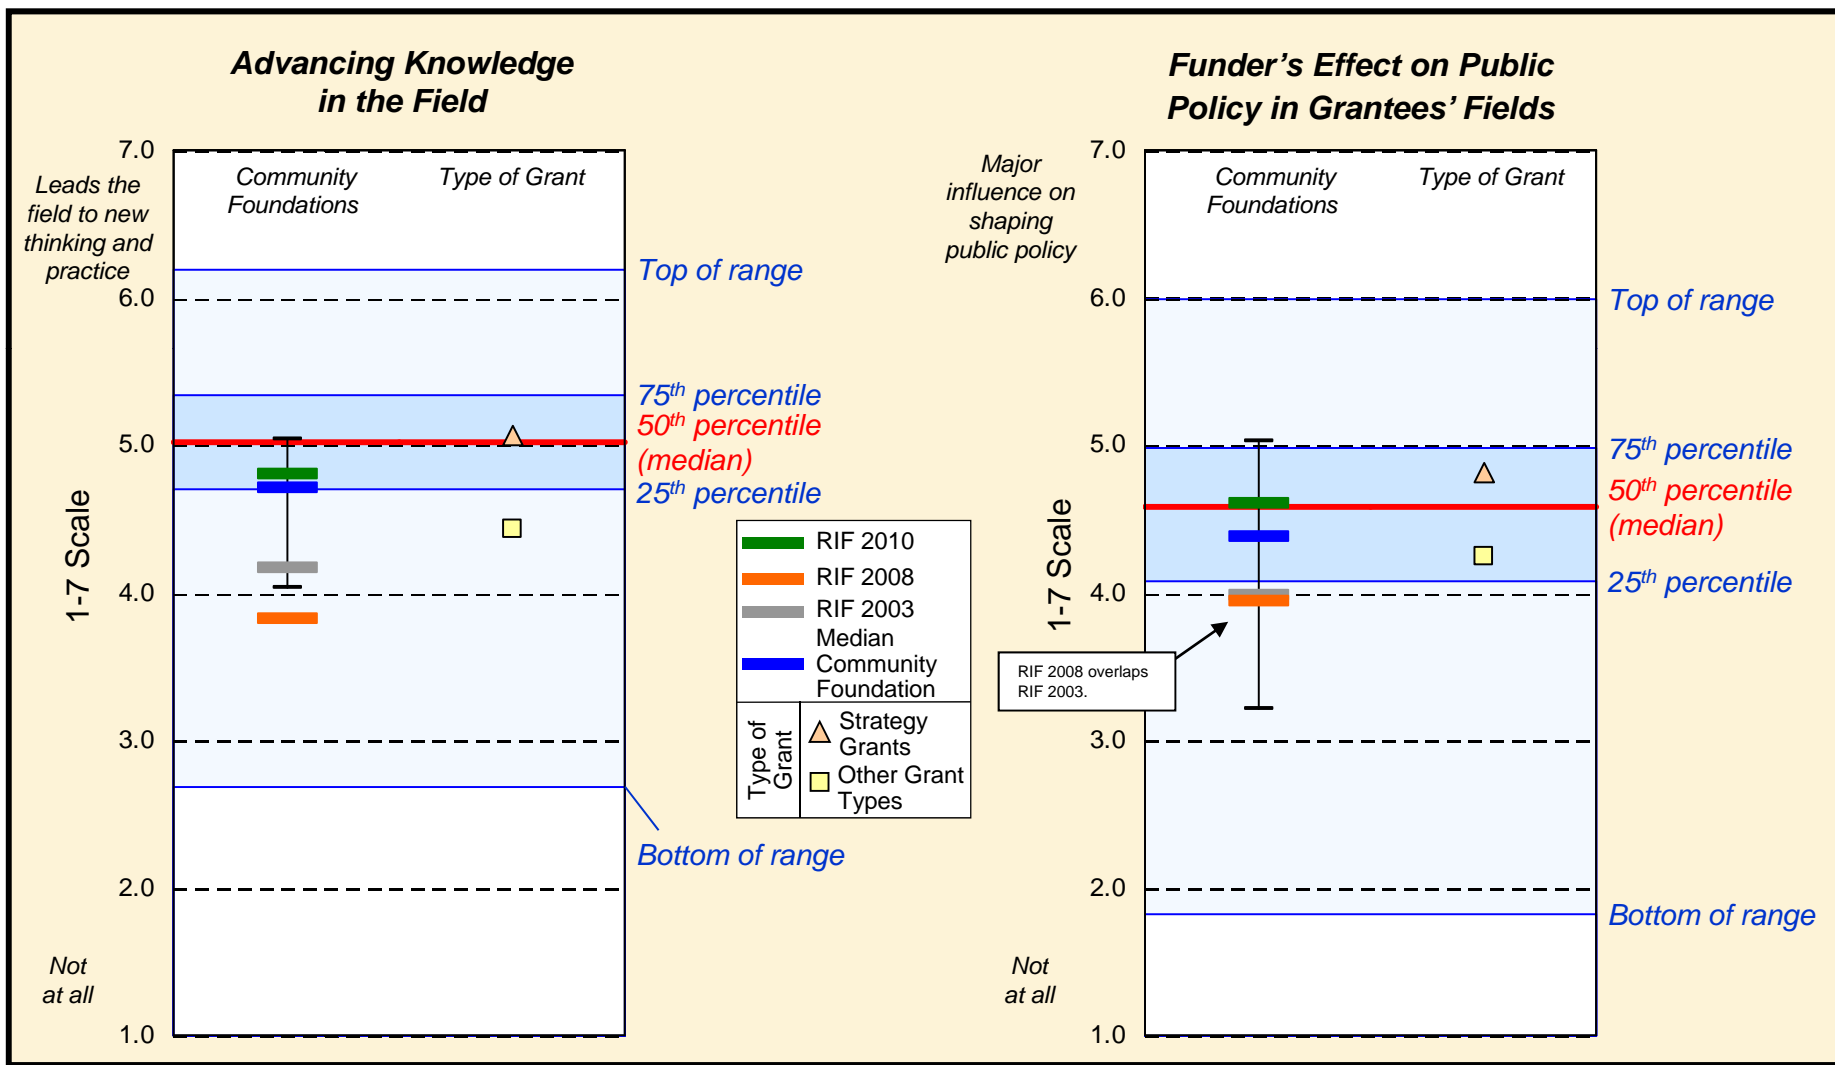 Advancing Knowledge
in the Field
7.0
Leads the
field to new
thinking and
practice
6.0
5.0
4.0
3.0
2.0
1.0
1-7 Scale
Not
at all
Community
Foundations
Type of Grant
Top of range
75th percentile
50th percentile
(median)
25th percentile
Bottom of range
RIF 2010
RIF 2008
RIF 2003
Median
Community
Foundation
Type of
Grant
Strategy
Grants
Other Grant
Types
Funder's Effect on Public
Policy in Grantees' Fields
7.0
Major
influence on
shaping
public policy
6.0
5.0
4.0
3.0
2.0
1.0
1-7 Scale
Not
at all
Community
Foundations
Type of Grant
RIF 2008 overlaps
RIF 2003.
Top of range
75th percentile
50th percentile
(median)
25th percentile
Bottom of range